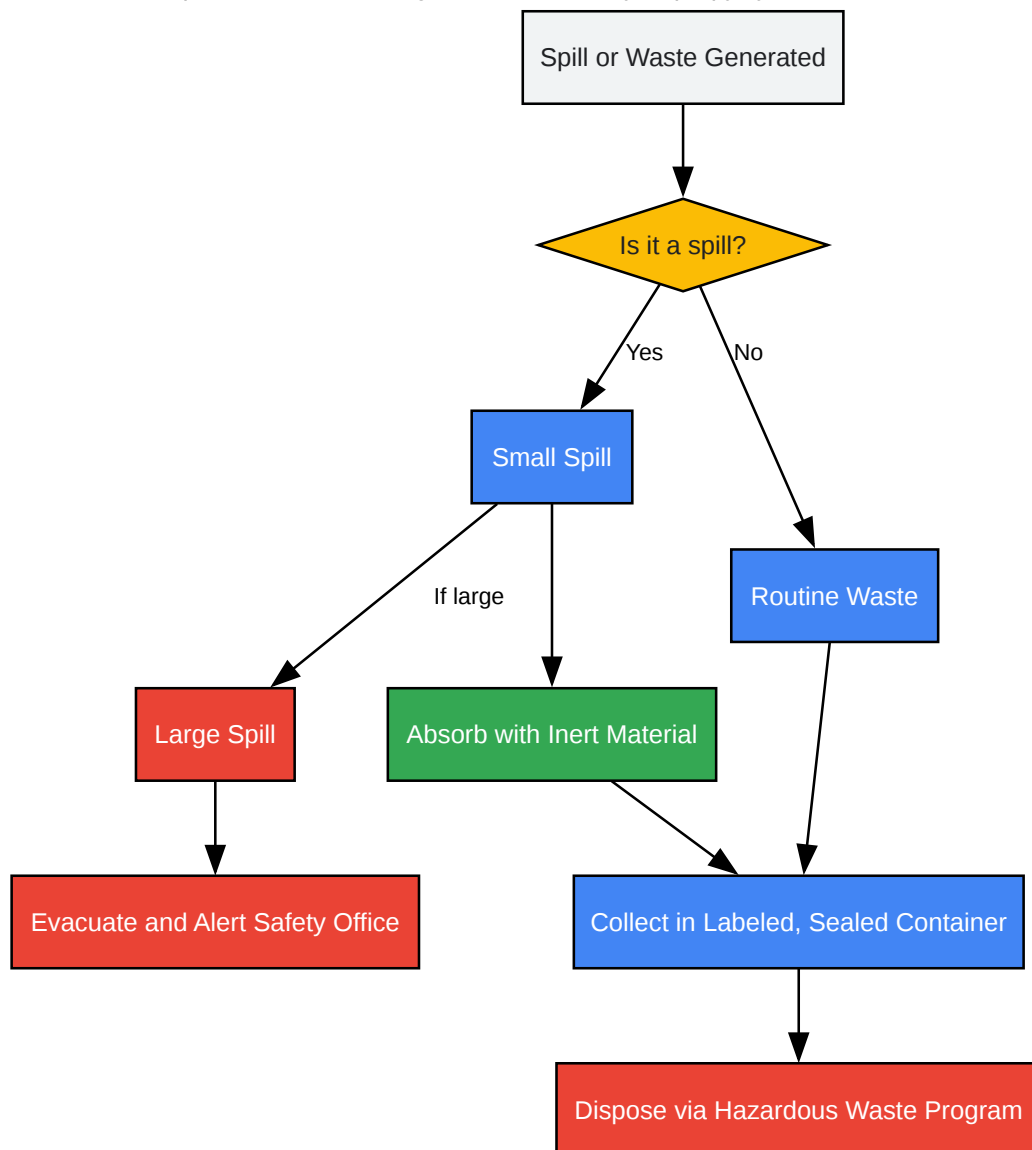 Spill or Waste Generated
Is it a spill?
Yes
No
Small Spill
If large
Routine Waste
Large Spill
Absorb with Inert Material
Evacuate and Alert Safety Office
Collect in Labeled, Sealed Container
Dispose via Hazardous Waste Program